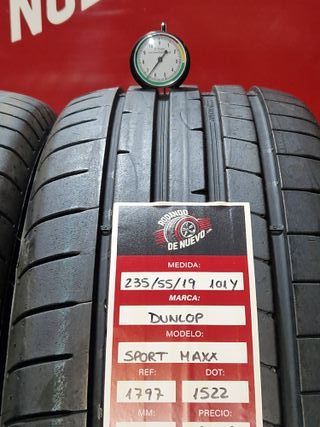 RODANDO
DE NUEVO
MEDIDA:
235/55/19 101Y
MARCA:
DUNLOP
MODELO:
SPORT MAXX
REF: DOT:
1797 1522
MM: PRECIO: